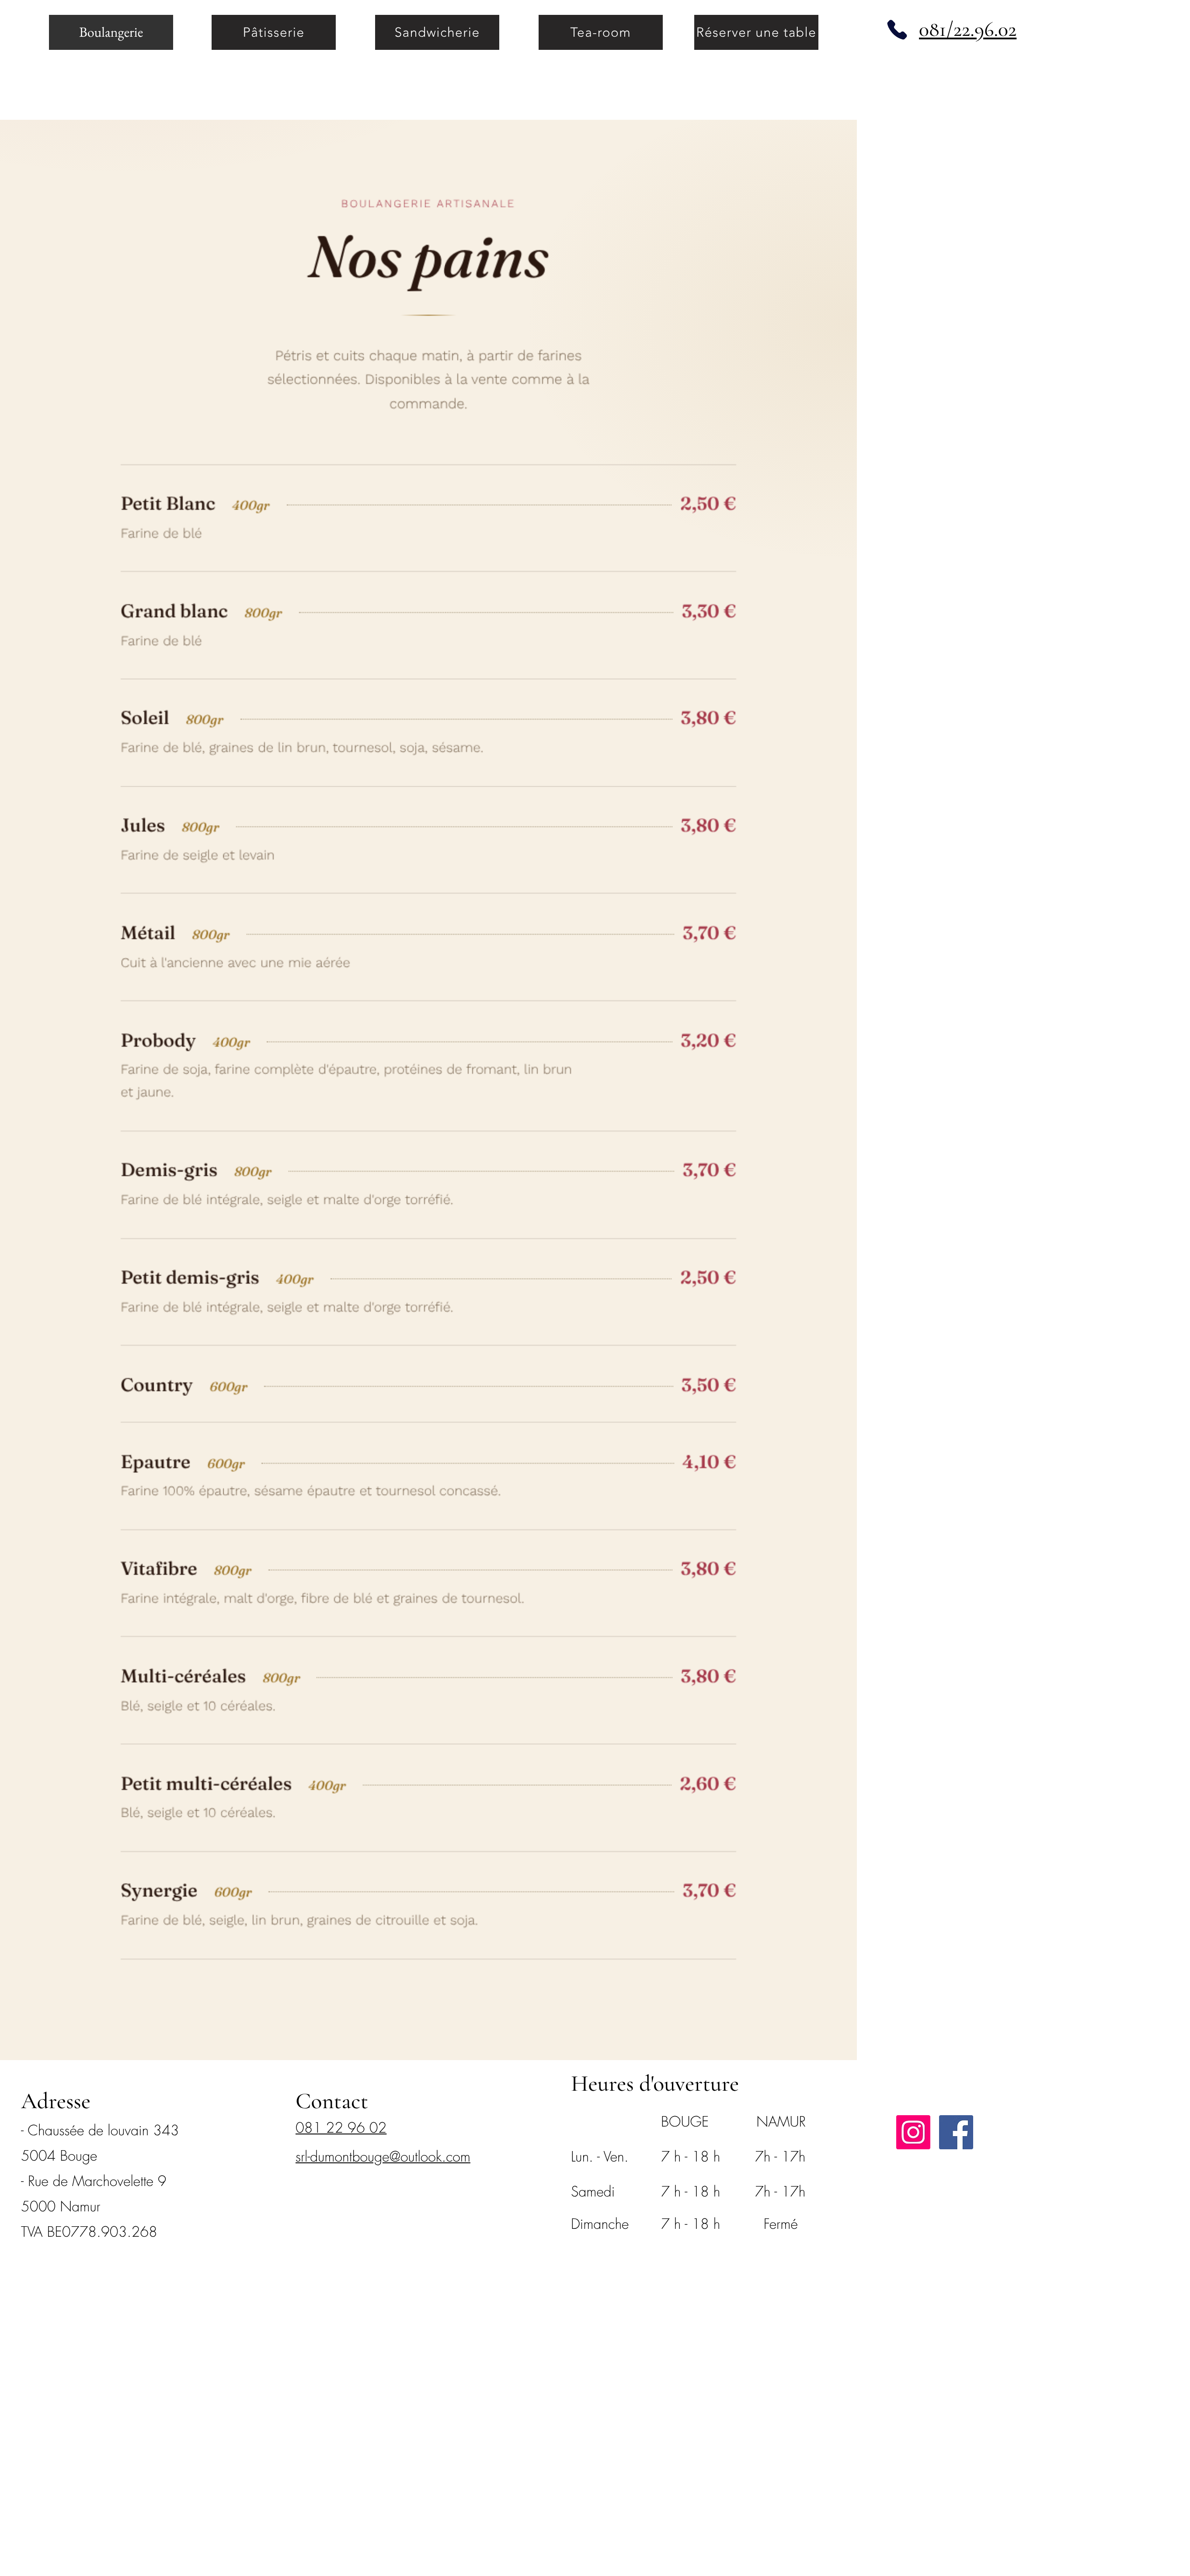 Boulangerie
Pâtisserie
Sandwicherie
Tea-room
Réserver une table
081/22.96.02
BOULANGERIE ARTISANALE
Nos pains
Pétris et cuits chaque matin, à partir de farines
sélectionnées. Disponibles à la vente comme à la
commande.
Petit Blanc 400gr 2,50 €
Farine de blé
Grand blanc 800gr 3,30 €
Farine de blé
Soleil 800gr 3,80 €
Farine de blé, graines de lin brun, tournesol, soja, sésame.
Jules 800gr 3,80 €
Farine de seigle et levain
Métail 800gr 3,70 €
Cuit à l'ancienne avec une mie aérée
Probody 400gr 3,20 €
Farine de soja, farine complète d'épautre, protéines de fromant, lin brun
et jaune.
Demis-gris 800gr 3,70 €
Farine de blé intégrale, seigle et malte d'orge torréfié.
Petit demis-gris 400gr 2,50 €
Farine de blé intégrale, seigle et malte d'orge torréfié.
Country 600gr 3,50 €
Epautre 600gr 4,10 €
Farine 100% épautre, sésame épautre et tournesol concassé.
Vitafibre 800gr 3,80 €
Farine intégrale, malt d'orge, fibre de blé et graines de tournesol.
Multi-céréales 800gr 3,80 €
Blé, seigle et 10 céréales.
Petit multi-céréales 400gr 2,60 €
Blé, seigle et 10 céréales.
Synergie 600gr 3,70 €
Farine de blé, seigle, lin brun, graines de citrouille et soja.
Adresse
- Chaussée de louvain 343
5004 Bouge
- Rue de Marchovelette 9
5000 Namur
TVA BE0778.903.268
Contact
081 22 96 02
srl-dumontbouge@outlook.com
Heures d'ouverture
BOUGE NAMUR
Lun. - Ven. 7 h - 18 h 7h - 17h
Samedi 7 h - 18 h 7h - 17h
Dimanche 7 h - 18 h Fermé